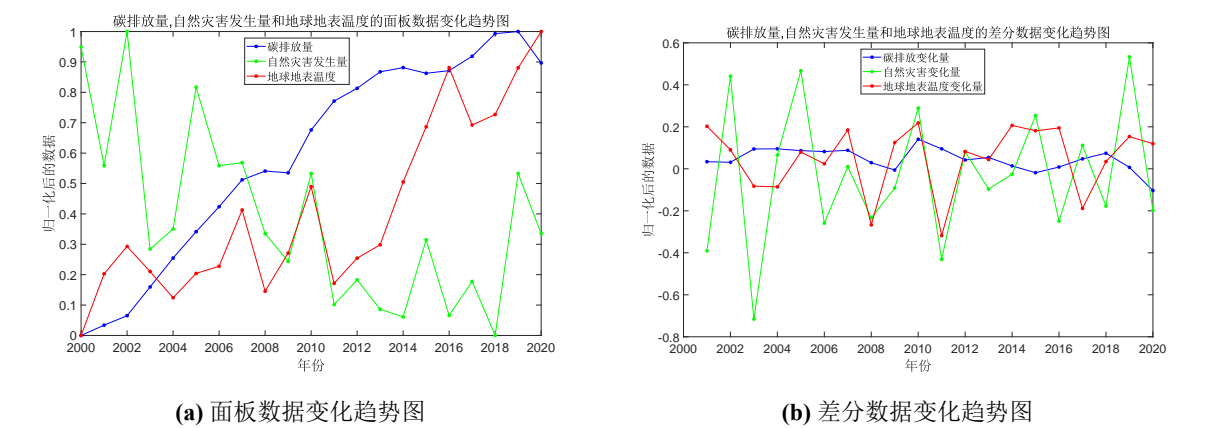 碳排放量,自然灾害发生量和地球地表温度的面板数据变化趋势图
碳排放量
自然灾害发生量
地球地表温度
归一化后的数据
1
0.9
0.8
0.7
0.6
0.5
0.4
0.3
0.2
0.1
0
2000 2002 2004 2006 2008 2010 2012 2014 2016 2018 2020
年份
(a) 面板数据变化趋势图
碳排放量,自然灾害发生量和地球地表温度的差分数据变化趋势图
碳排放变化量
自然灾害变化量
地球地表温度变化量
归一化后的数据
0.6
0.4
0.2
0
-0.2
-0.4
-0.6
-0.8
2000 2002 2004 2006 2008 2010 2012 2014 2016 2018 2020
年份
(b) 差分数据变化趋势图